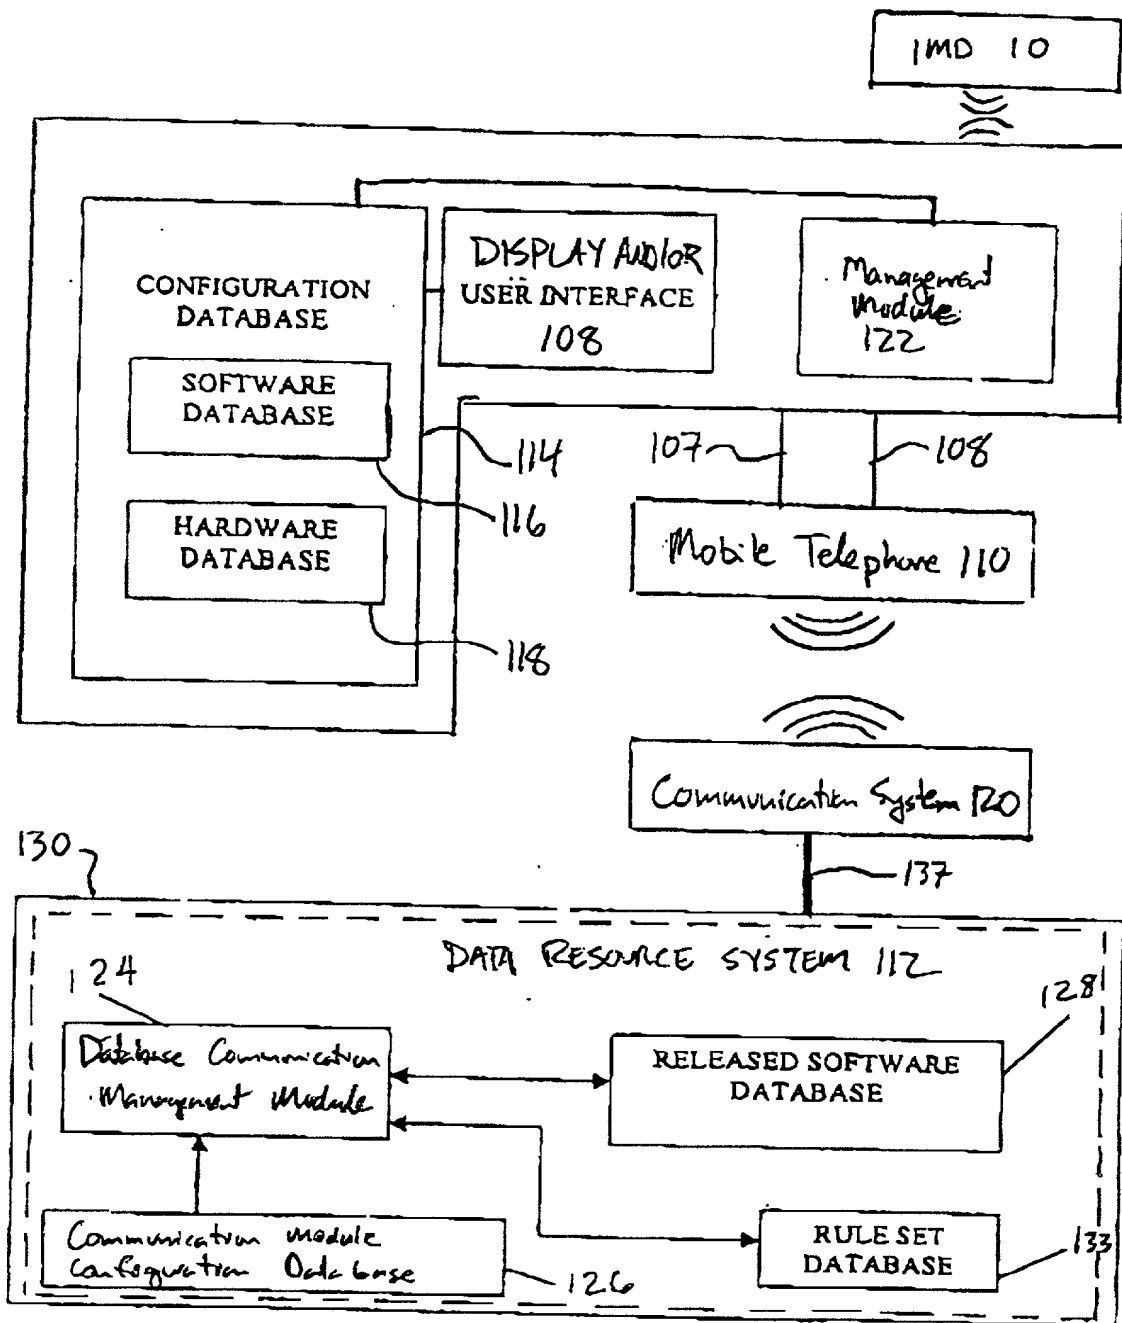 IMD 10
CONFIGURATION
DATABASE
SOFTWARE
DATABASE
HARDWARE
DATABASE
DISPLAY AND/OR
USER INTERFACE
108
Management
Module
122
114
116
118
107
108
Mobile Telephone 110
Communication System 120
137
130
DATA RESOURCE SYSTEM 112
124
Database Communication
Management Module
RELEASED SOFTWARE
DATABASE
128
Communication Module
Configuration Database
126
RULE SET
DATABASE
133